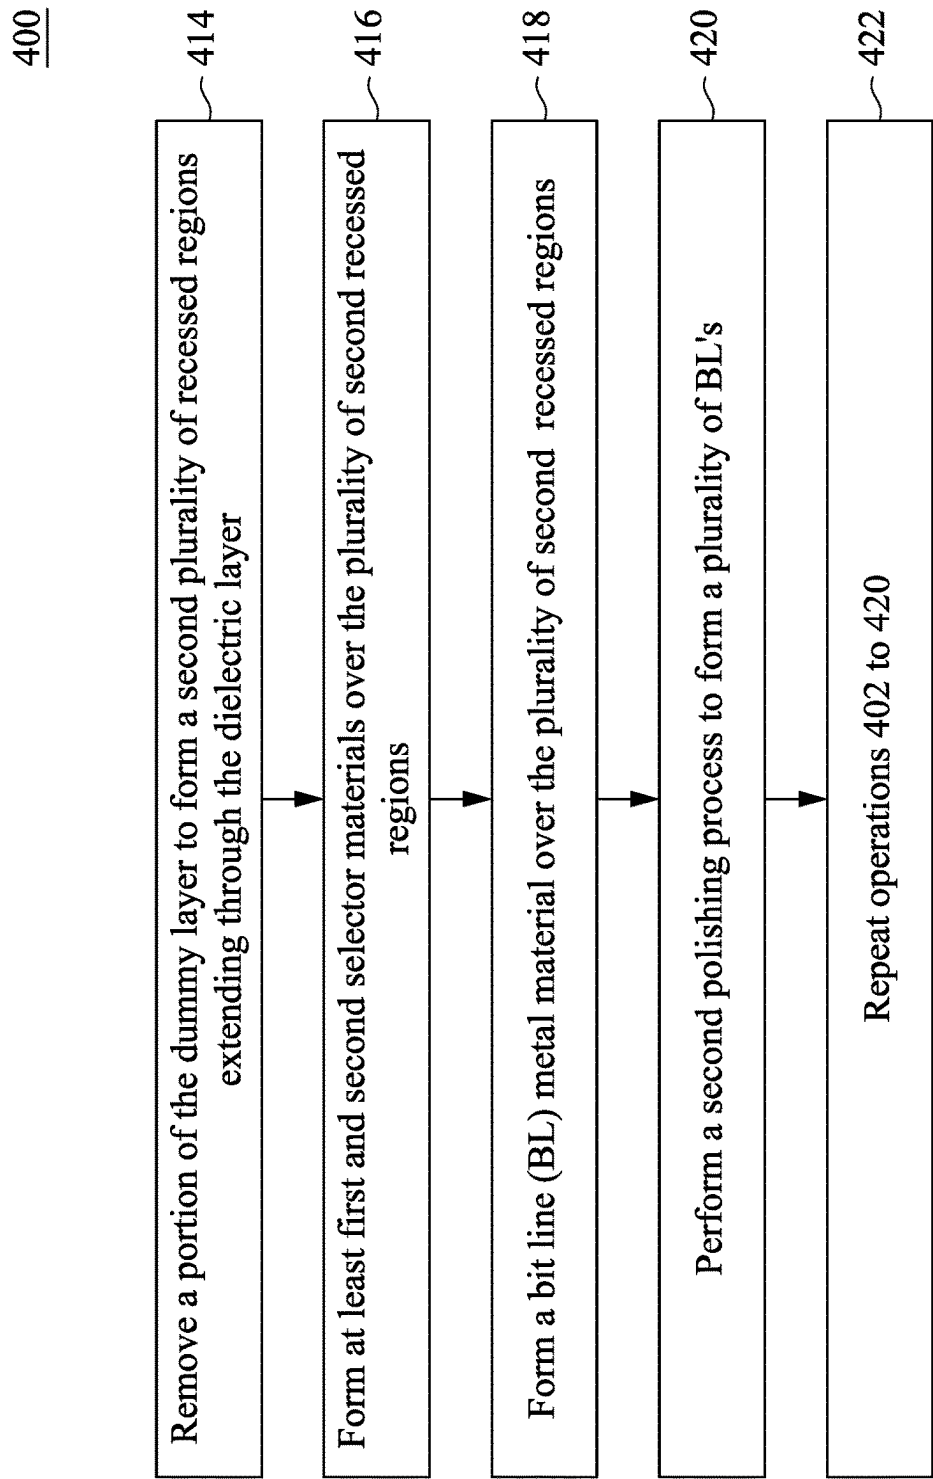 400
Remove a portion of the dummy layer to form a second plurality of recessed regions
extending through the dielectric layer
414
Form at least first and second selector materials over the plurality of second recessed
regions
416
Form a bit line (BL) metal material over the plurality of second recessed regions
418
Perform a second polishing process to form a plurality of BL's
420
Repeat operations 402 to 420
422